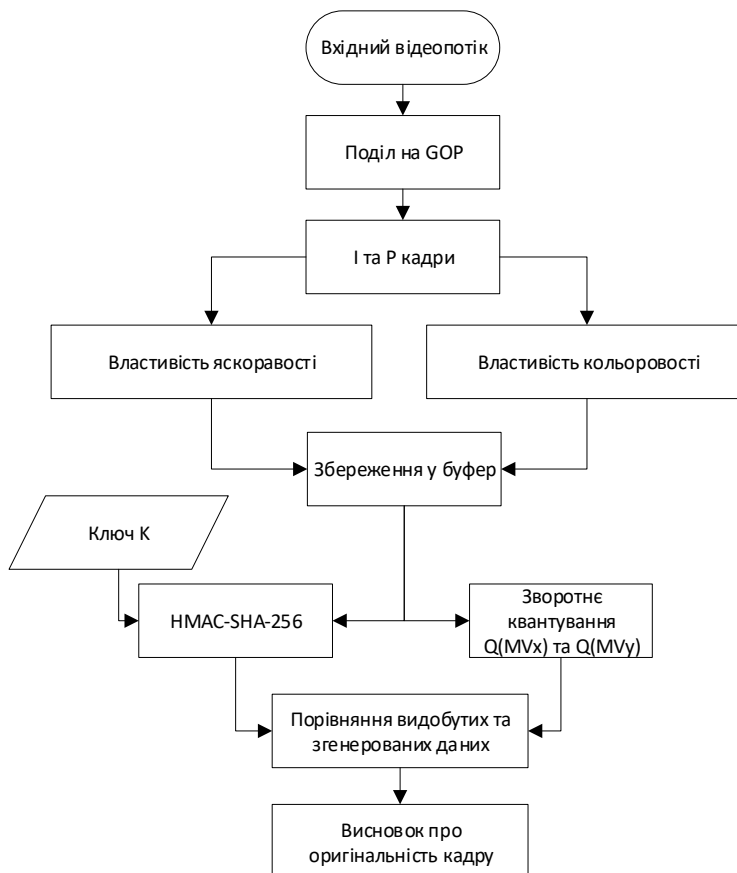 Вхідний відеопотік
Поділ на GOP
I та P кадри
Властивість яскоравості
Властивість кольоровості
Збереження у буфер
Ключ K
HMAC-SHA-256
Зворотнє
квантування
Q(MVx) та Q(MVy)
Порівняння видобутих та
згенерованих даних
Висновок про
оригінальність кадру